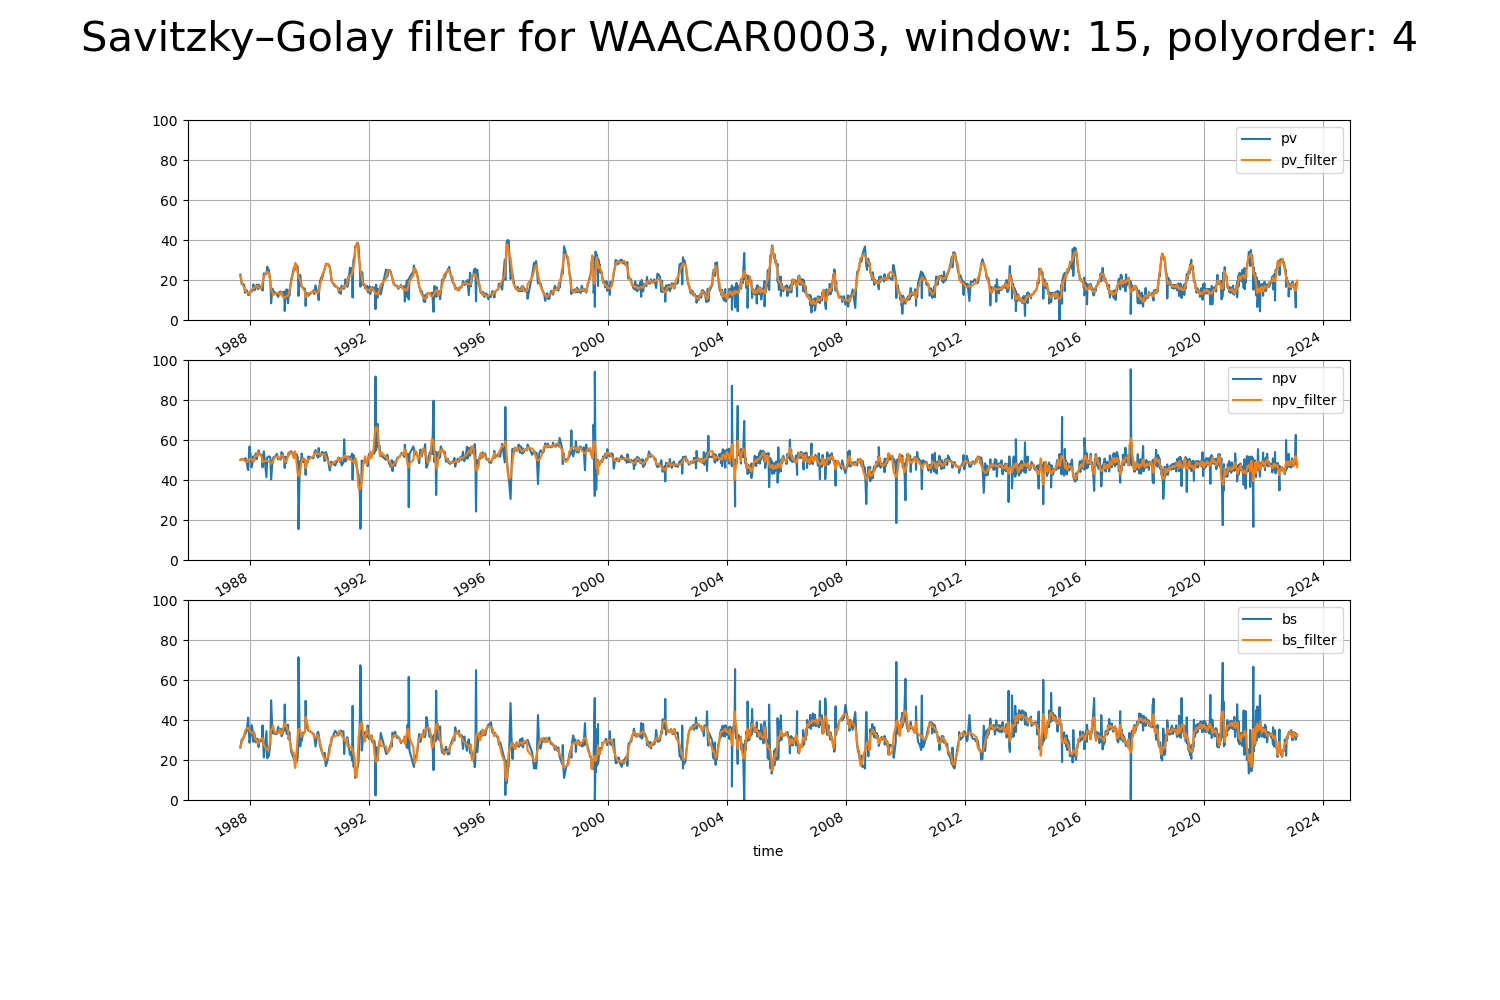 Savitzky–Golay filter for WAACAR0003, window: 15, polyorder: 4
100
80
60
40
20
0
pv
pv_filter
1988 1992 1996 2000 2004 2008 2012 2016 2020 2024
100
80
60
40
20
0
npv
npv_filter
1988 1992 1996 2000 2004 2008 2012 2016 2020 2024
100
80
60
40
20
0
bs
bs_filter
1988 1992 1996 2000 2004 2008 2012 2016 2020 2024
time